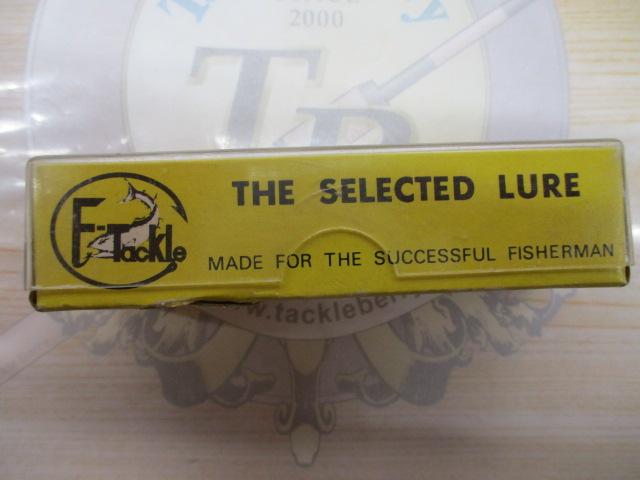 2000
TB
F-Tackle
THE SELECTED LURE
MADE FOR THE SUCCESSFUL FISHERMAN
www.tackleber